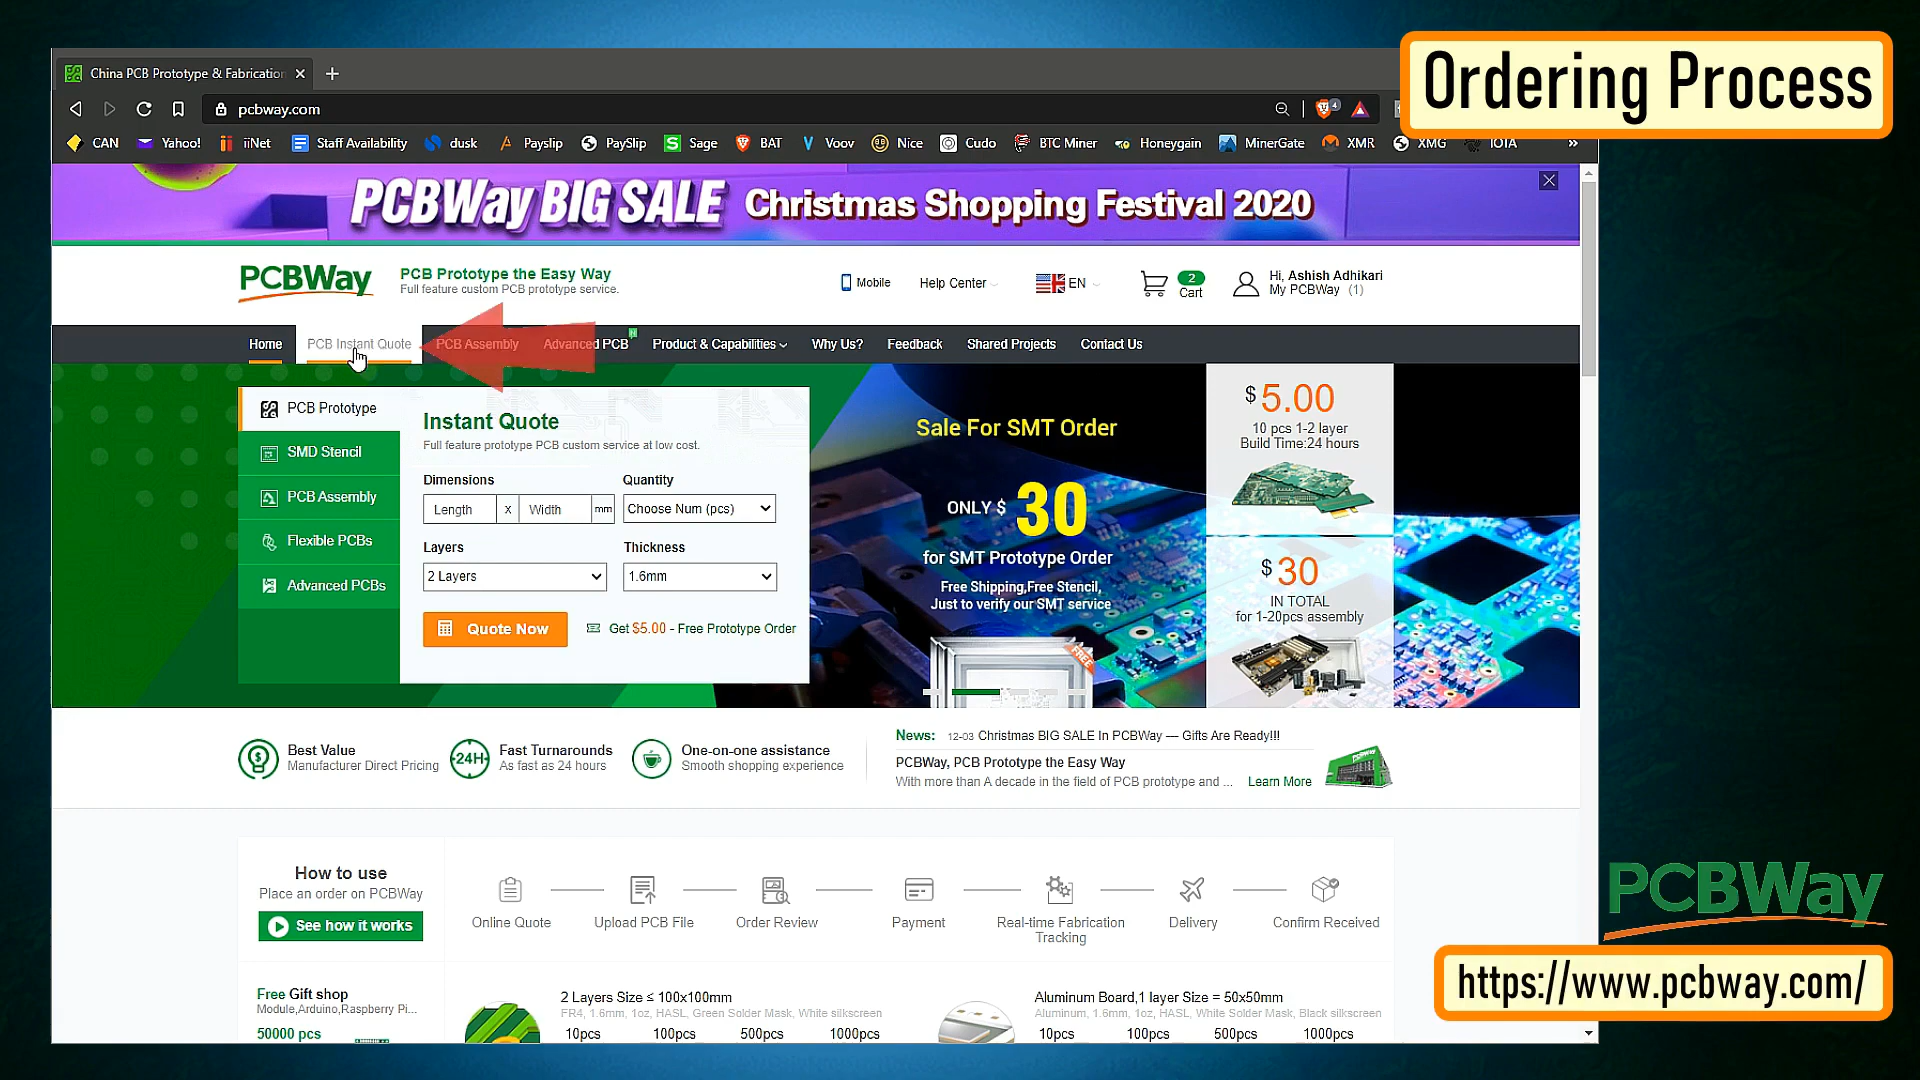 Ordering Process
China PCB Prototype & Fabrication
pcbway.com
CAN Yahoo! iiNet Staff Availability dusk Payslip PaySlip Sage BAT Voov Nice Cudo BTC Miner Honeygain MinerGate XMR XMG IOTA
PCBWay BIG SALE Christmas Shopping Festival 2020
PCBWay
PCB Prototype the Easy Way
Full feature custom PCB prototype service.
Mobile Help Center EN 2 Cart
Hi, Ashish Adhikari
My PCBWay (1)
Home PCB Instant Quote PCB Assembly Advanced PCB Product & Capabilities Why Us? Feedback Shared Projects Contact Us
PCB Prototype
SMD Stencil
PCB Assembly
Flexible PCBs
Advanced PCBs
Instant Quote
Full feature prototype PCB custom service at low cost.
Dimensions Quantity
Length x Width mm Choose Num (pcs)
Layers Thickness
2 Layers 1.6mm
Quote Now Get $5.00 - Free Prototype Order
Sale For SMT Order
ONLY $ 30
for SMT Prototype Order
Free Shipping,Free Stencil,
Just to verify our SMT service
FREE
$ 5.00
10 pcs 1-2 layer
Build Time:24 hours
$ 30
IN TOTAL
for 1-20pcs assembly
Best Value
Manufacturer Direct Pricing
24H
Fast Turnarounds
As fast as 24 hours
One-on-one assistance
Smooth shopping experience
News: 12-03 Christmas BIG SALE In PCBWay — Gifts Are Ready!!!
PCBWay, PCB Prototype the Easy Way
With more than A decade in the field of PCB prototype and ... Learn More
How to use
Place an order on PCBWay
See how it works
Online Quote
Upload PCB File
Order Review
Payment
Real-time Fabrication
Tracking
Delivery
Confirm Received
Free Gift shop
Module,Arduino,Raspberry Pi...
50000 pcs
2 Layers Size ≤ 100x100mm
FR4, 1.6mm, 1oz, HASL, Green Solder Mask, White silkscreen
10pcs 100pcs 500pcs 1000pcs
Aluminum Board,1 layer Size = 50x50mm
Aluminum, 1.6mm, 1oz, HASL, White Solder Mask, Black silkscreen
10pcs 100pcs 500pcs 1000pcs
PCBWay
https://www.pcbway.com/